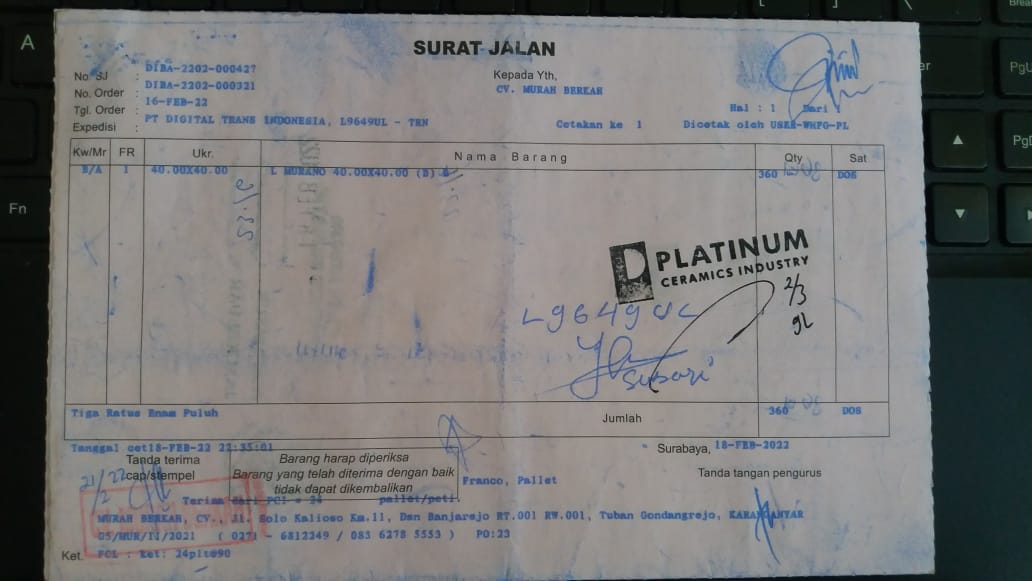 SURAT JALAN
No. SJ : DIBA-2202-000427
No. Order : DIBA-2202-000321
Tgl. Order : 16-FEB-22
Expedisi : PT DIGITAL TRANS INDONESIA, L9649UL - TRN
Kepada Yth,
CV. MURAH BERKAH
Hal : 1 Dari
Cetakan ke 1 Dicetak oleh USER-WHFG-PL
Kw/Mr FR Ukr. Nama Barang Qty Sat
B/A 1 40.00X40.00 L MURANO 40.00X40.00 (B) 360 DOS
PLATINUM
CERAMICS INDUSTRY
2/3
L9649UL
Tiga Ratus Enam Puluh Jumlah 360 DOS
Tanggal cet18-FEB-22 22:35:01 Surabaya, 18-FEB-2022
Tanda terima
cap/stempel
Barang harap diperiksa
Barang yang telah diterima dengan baik
tidak dapat dikembalikan
Tanda tangan pengurus
Franco, Pallet
21/2 22
Terima dari PCI = 24 pallet/peti
MURAH BERKAH, CV., Jl. Solo Kalioso Km.11, Dsn Banjarejo RT.001 RW.001, Tuban Gondangrejo, KARANGANYAR
05/MUR/11/2021 ( 0271 - 6812249 / 083 6278 5553 ) PO:23
Ket. FCL : ket: 24plt@90